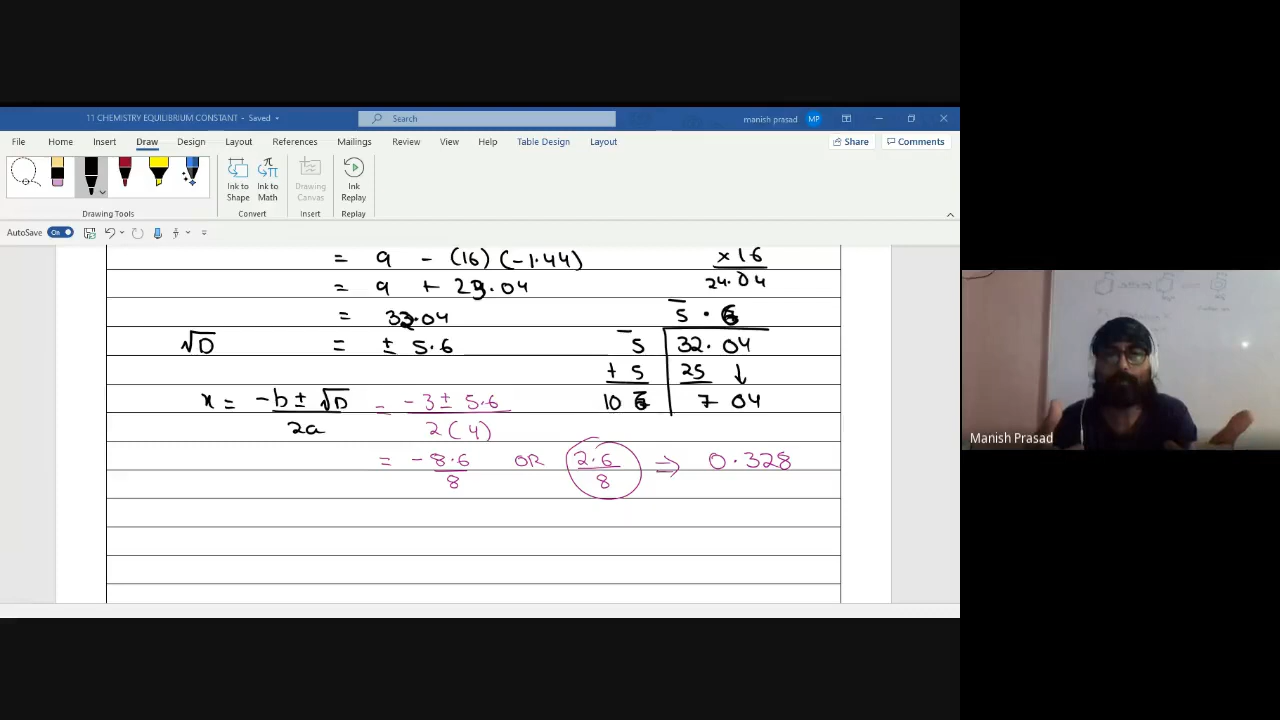 11 CHEMISTRY EQUILIBRIUM CONSTANT - Saved
Search
manish prasad MP
File Home Insert Draw Design Layout References Mailings Review View Help Table Design Layout
Share Comments
Ink to Shape
Ink to Math
Drawing Canvas
Ink Replay
Drawing Tools Convert Insert Replay
AutoSave On
= 9 - (16) (-1.44)
× 16
= 9 + 23.04
24.04
= 32.04
5.6
√D = ± 5.6
5 32.04
+ 5 25 ↓
x = -b ± √D / 2a = -3 ± 5.6 / 2(4)
10 6 7 04
= -8.6 / 8 OR 2.6 / 8 ⇒ 0.328
Manish Prasad